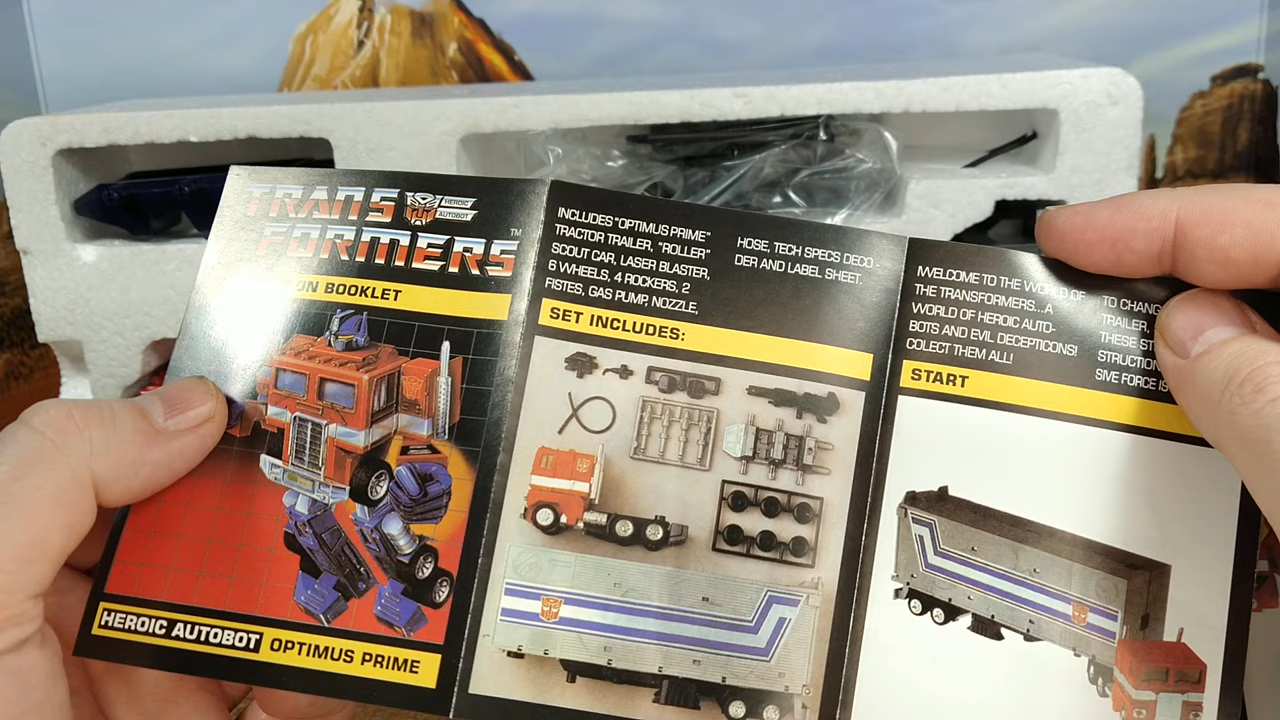 TRANS
HEROIC
AUTOBOT
FORMERS™
ON BOOKLET
HEROIC AUTOBOT OPTIMUS PRIME
INCLUDES "OPTIMUS PRIME"
TRACTOR TRAILER, "ROLLER"
SCOUT CAR, LASER BLASTER,
6 WHEELS, 4 ROCKERS, 2
FISTES, GAS PUMP, NOZZLE,
HOSE, TECH SPECS DECO -
DER AND LABEL SHEET.
SET INCLUDES:
WELCOME TO THE WORLD OF
THE TRANSFORMERS...A
WORLD OF HEROIC AUTO-
BOTS AND EVIL DECEPTICONS!
COLECT THEM ALL!
TO CHANG
TRAILER,
THESE ST
STRUCTION
SIVE FORCE IS
START